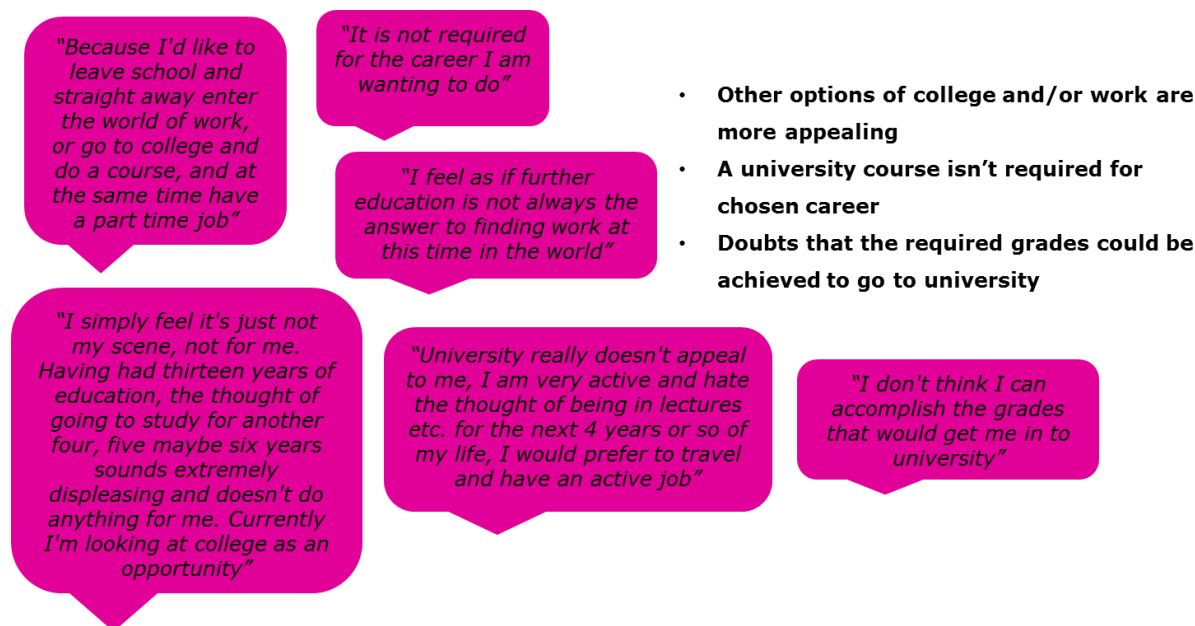 “Because I'd like to
leave school and
straight away enter
the world of work,
or go to college and
do a course, and at
the same time have
a part time job”
“It is not required
for the career I am
wanting to do”
“I feel as if further
education is not always the
answer to finding work at
this time in the world”
• Other options of college and/or work are
more appealing
• A university course isn’t required for
chosen career
• Doubts that the required grades could be
achieved to go to university
“I simply feel it's just not
my scene, not for me.
Having had thirteen years of
education, the thought of
going to study for another
four, five maybe six years
sounds extremely
displeasing and doesn't do
anything for me. Currently
I'm looking at college as an
opportunity”
“University really doesn't appeal
to me, I am very active and hate
the thought of being in lectures
etc. for the next 4 years or so of
my life, I would prefer to travel
and have an active job”
“I don't think I can
accomplish the grades
that would get me in to
university”